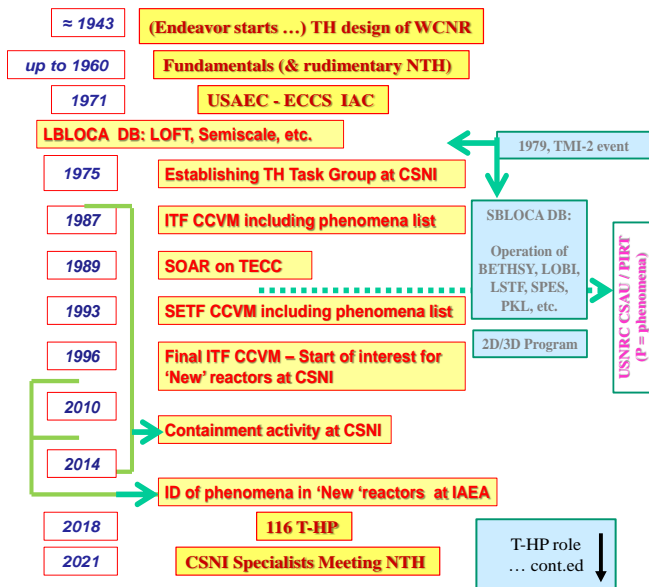 ≈ 1943
(Endeavor starts …) TH design of WCNR
up to 1960
Fundamentals (& rudimentary NTH)
1971
USAEC - ECCS IAC
LBLOCA DB: LOFT, Semiscale, etc.
1979, TMI-2 event
1975
Establishing TH Task Group at CSNI
1987
ITF CCVM including phenomena list
SBLOCA DB:
Operation of
BETHSY, LOBI,
LSTF, SPES,
PKL, etc.
USNRC CSAU / PIRT
(P = phenomena)
1989
SOAR on TECC
1993
SETF CCVM including phenomena list
2D/3D Program
1996
Final ITF CCVM – Start of interest for
‘New’ reactors at CSNI
2010
Containment activity at CSNI
2014
ID of phenomena in ‘New ‘reactors at IAEA
2018
116 T-HP
2021
CSNI Specialists Meeting NTH
T-HP role
… cont.ed